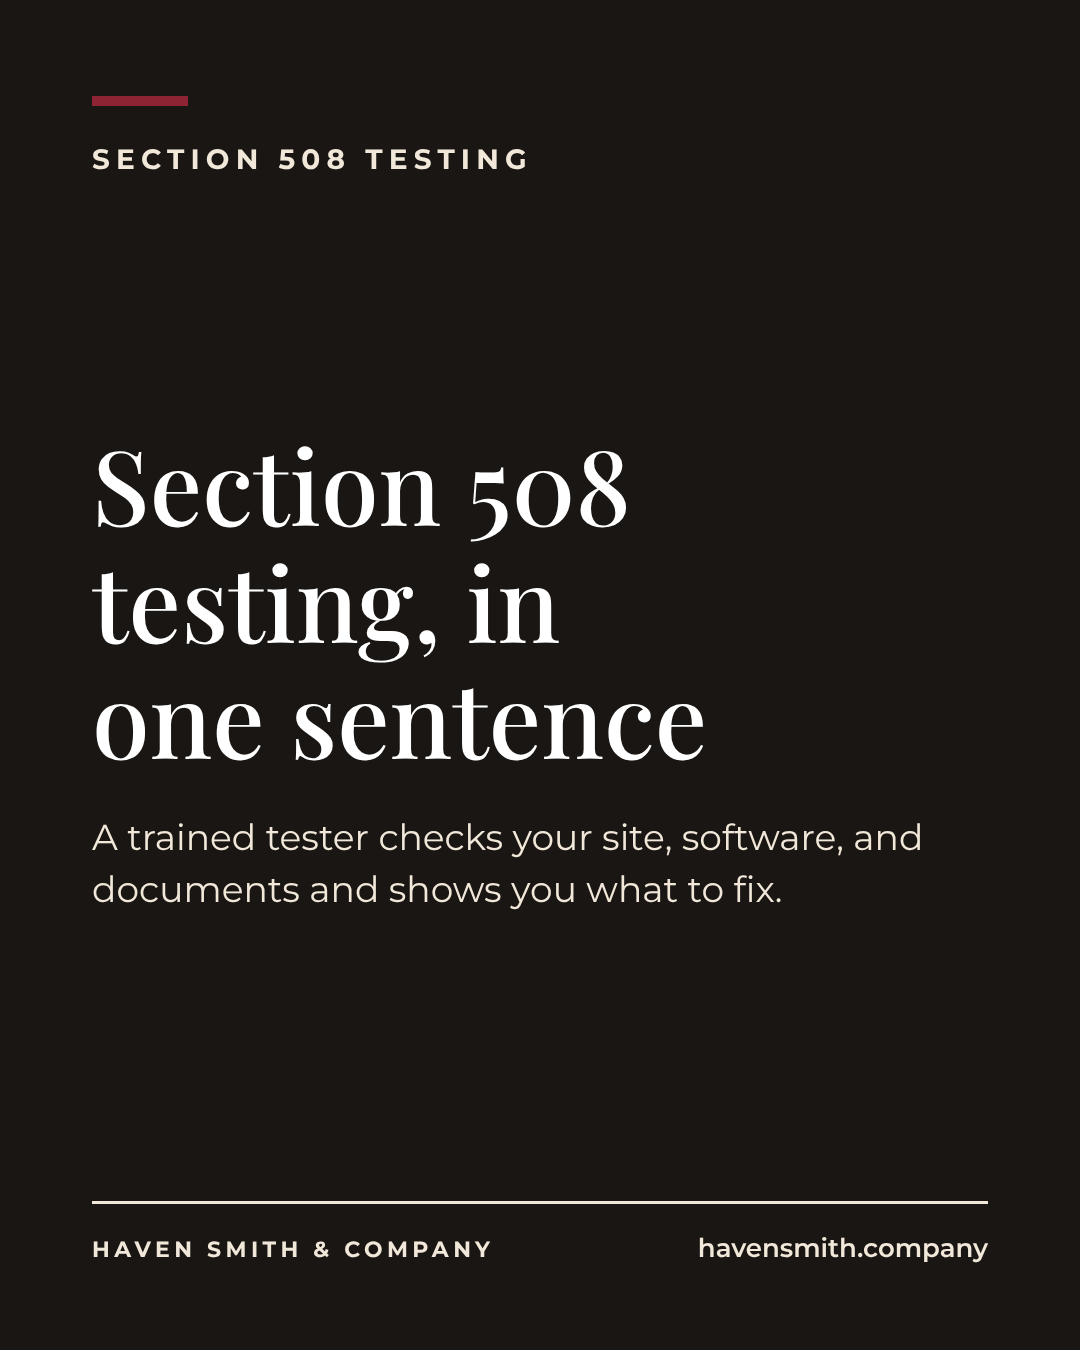 SECTION 508 TESTING
Section 508
testing, in
one sentence
A trained tester checks your site, software, and
documents and shows you what to fix.
HAVEN SMITH & COMPANY
havensmith.company